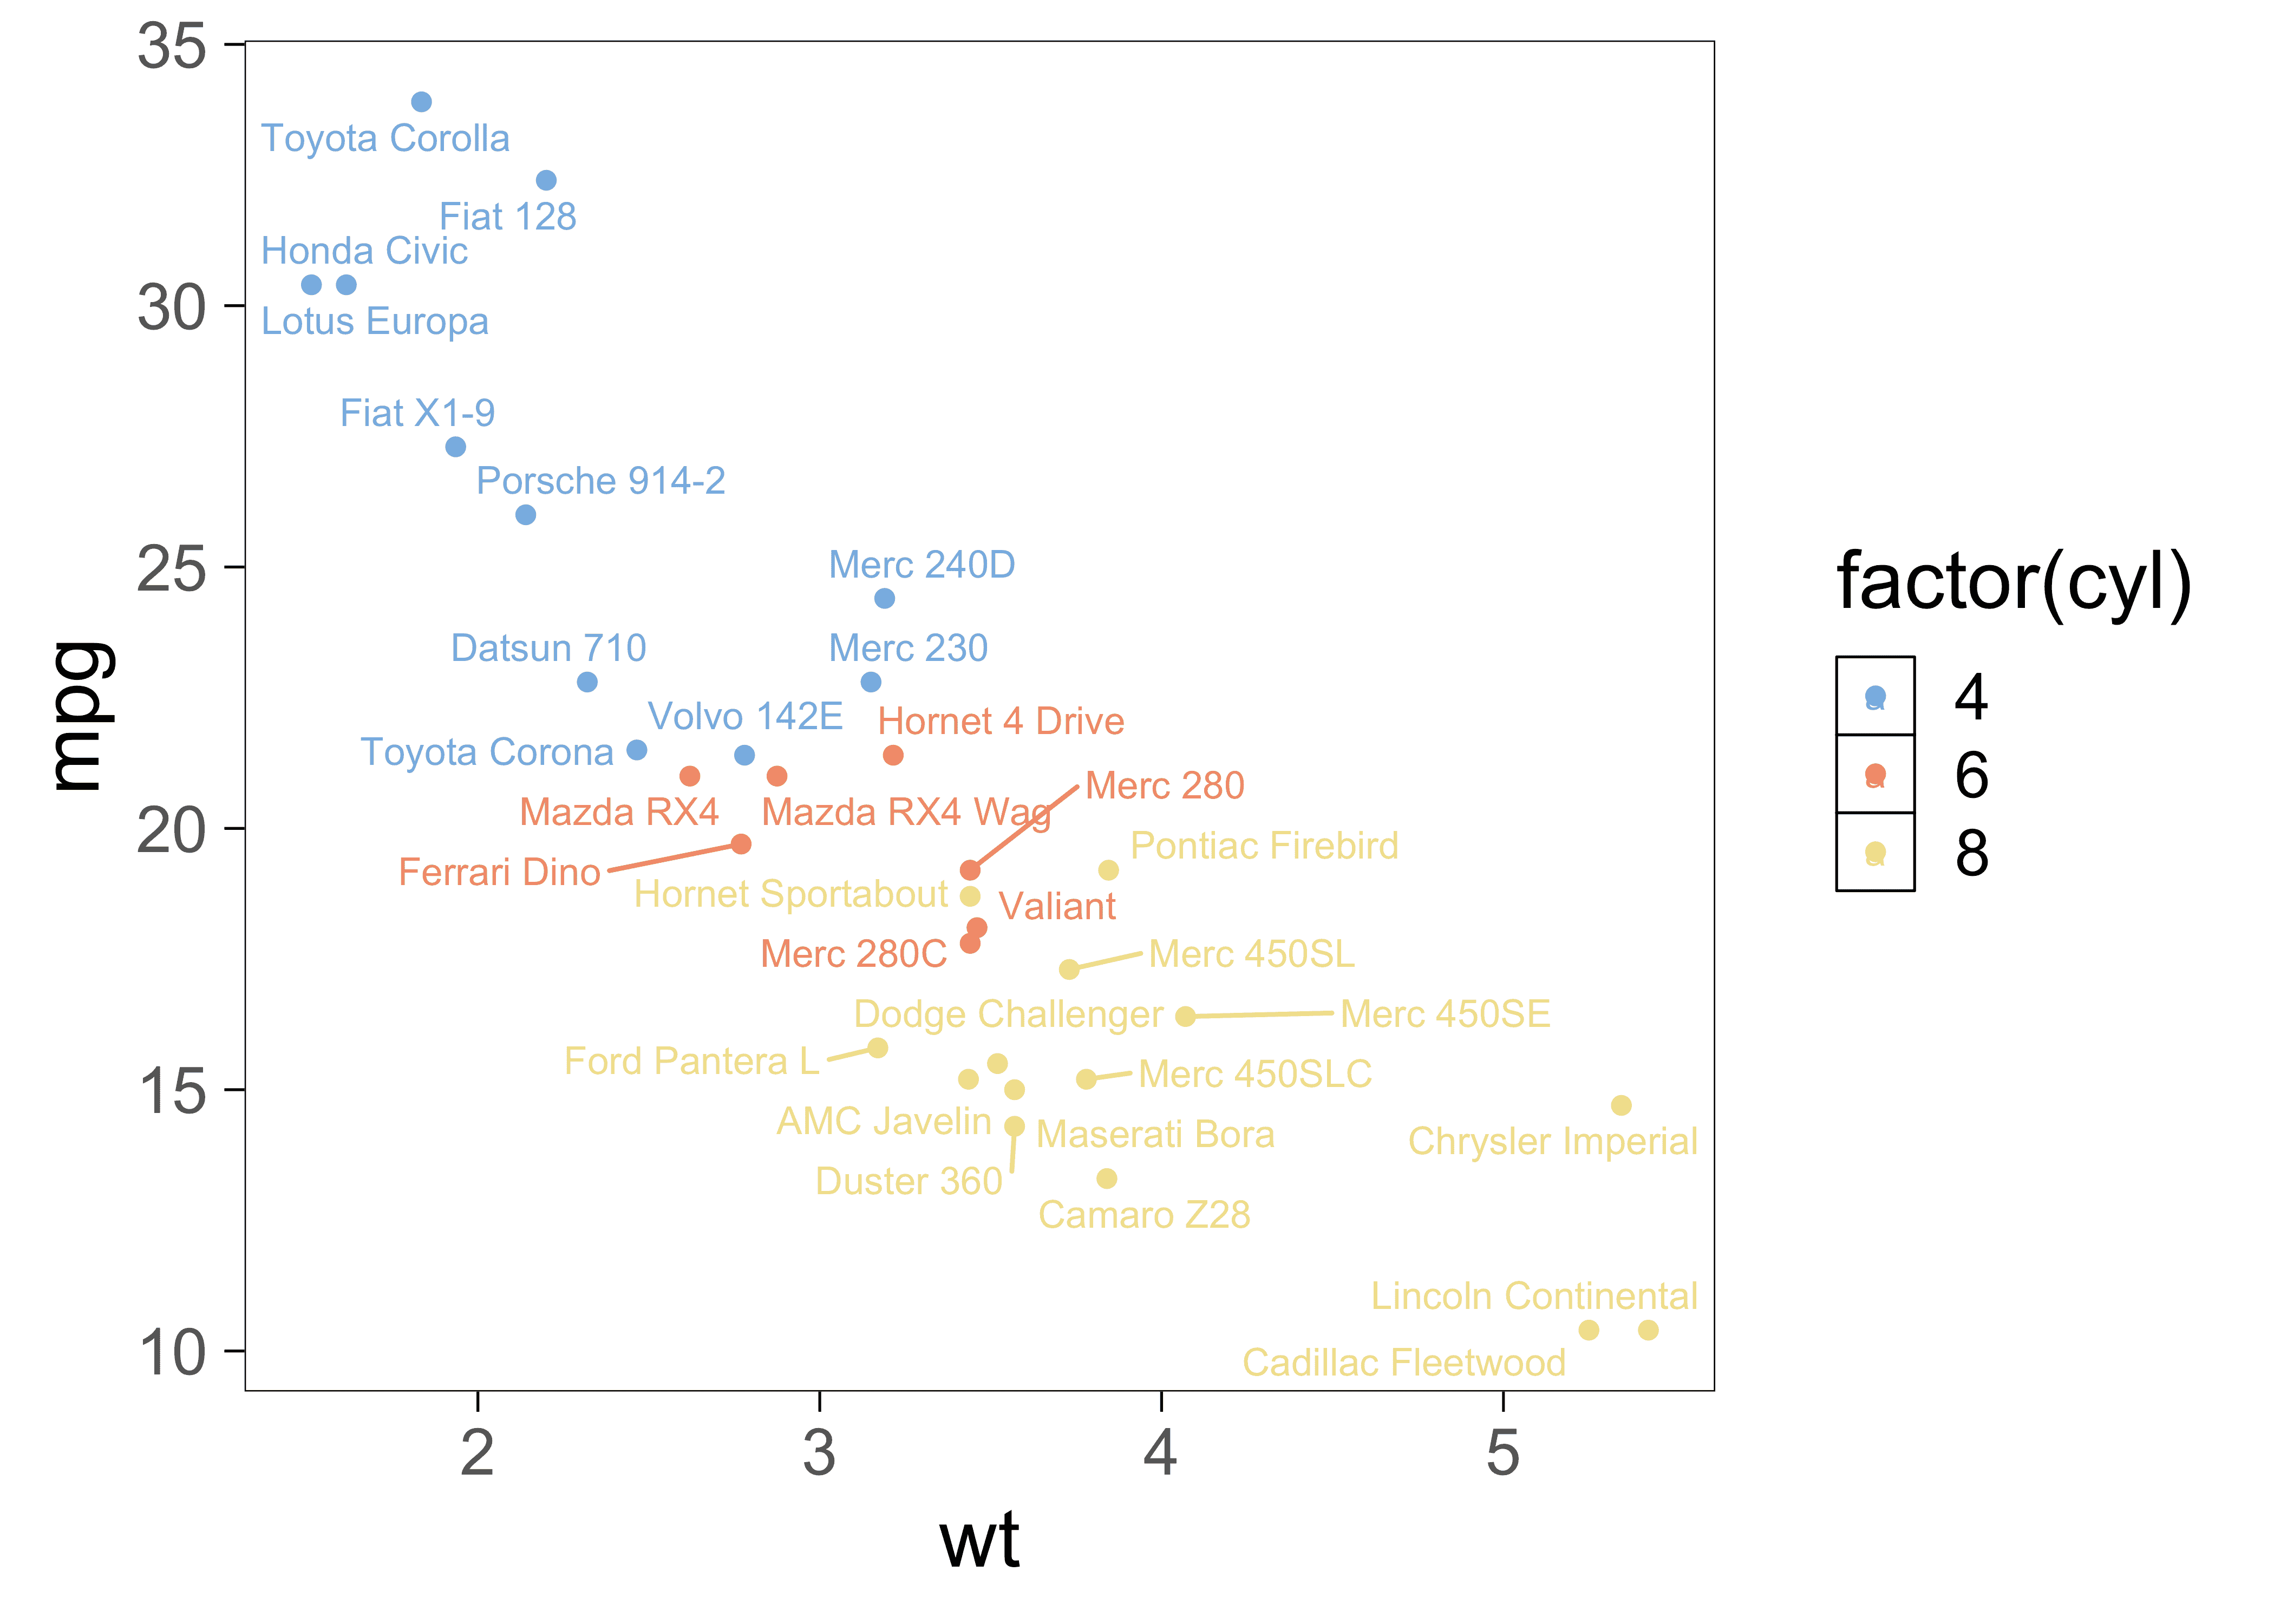 35
Toyota Corolla
Fiat 128
Honda Civic
30
Lotus Europa
Fiat X1-9
Porsche 914-2
25
Merc 240D
Datsun 710
Merc 230
Volvo 142E
Hornet 4 Drive
Toyota Corona
Merc 280
Mazda RX4
Mazda RX4 Wag
20
Pontiac Firebird
Ferrari Dino
Hornet Sportabout
Valiant
Merc 280C
Merc 450SL
Dodge Challenger
Merc 450SE
Ford Pantera L
Merc 450SLC
15
AMC Javelin
Maserati Bora
Chrysler Imperial
Duster 360
Camaro Z28
Lincoln Continental
10
Cadillac Fleetwood
2 3 4 5
wt
mpg
factor(cyl)
a 4
a 6
a 8